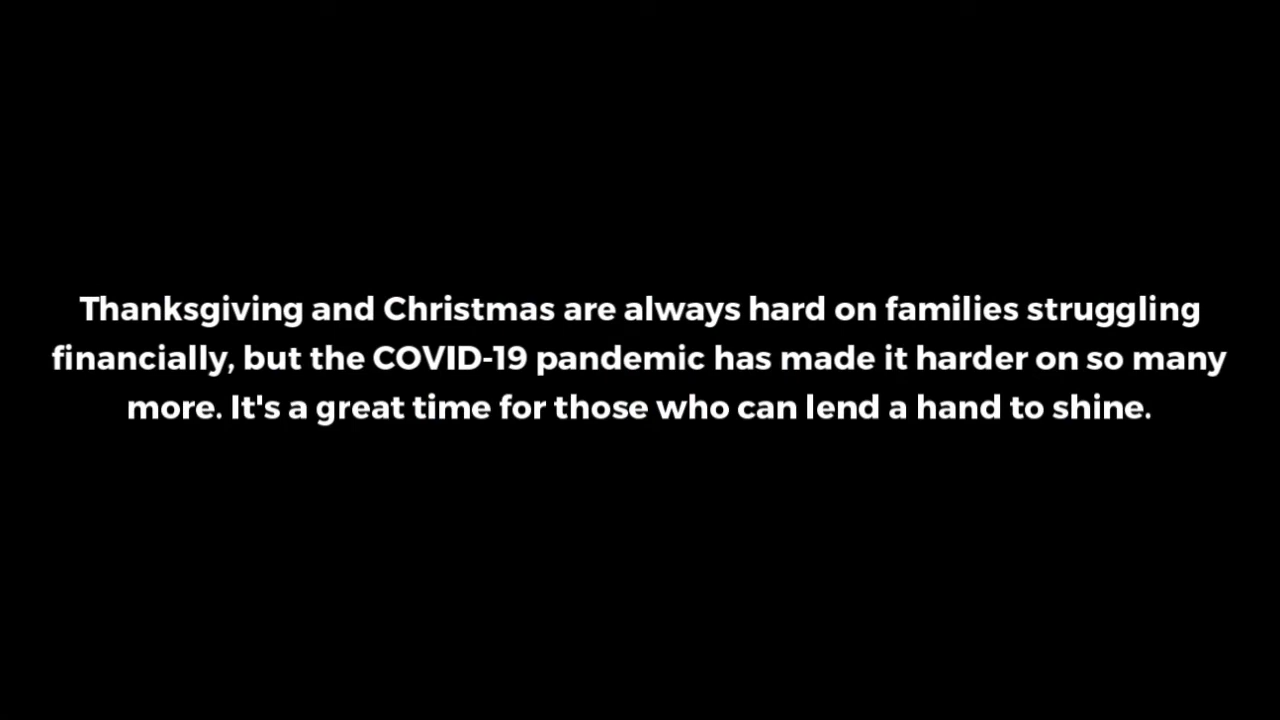 Thanksgiving and Christmas are always hard on families struggling
financially, but the COVID-19 pandemic has made it harder on so many
more. It's a great time for those who can lend a hand to shine.